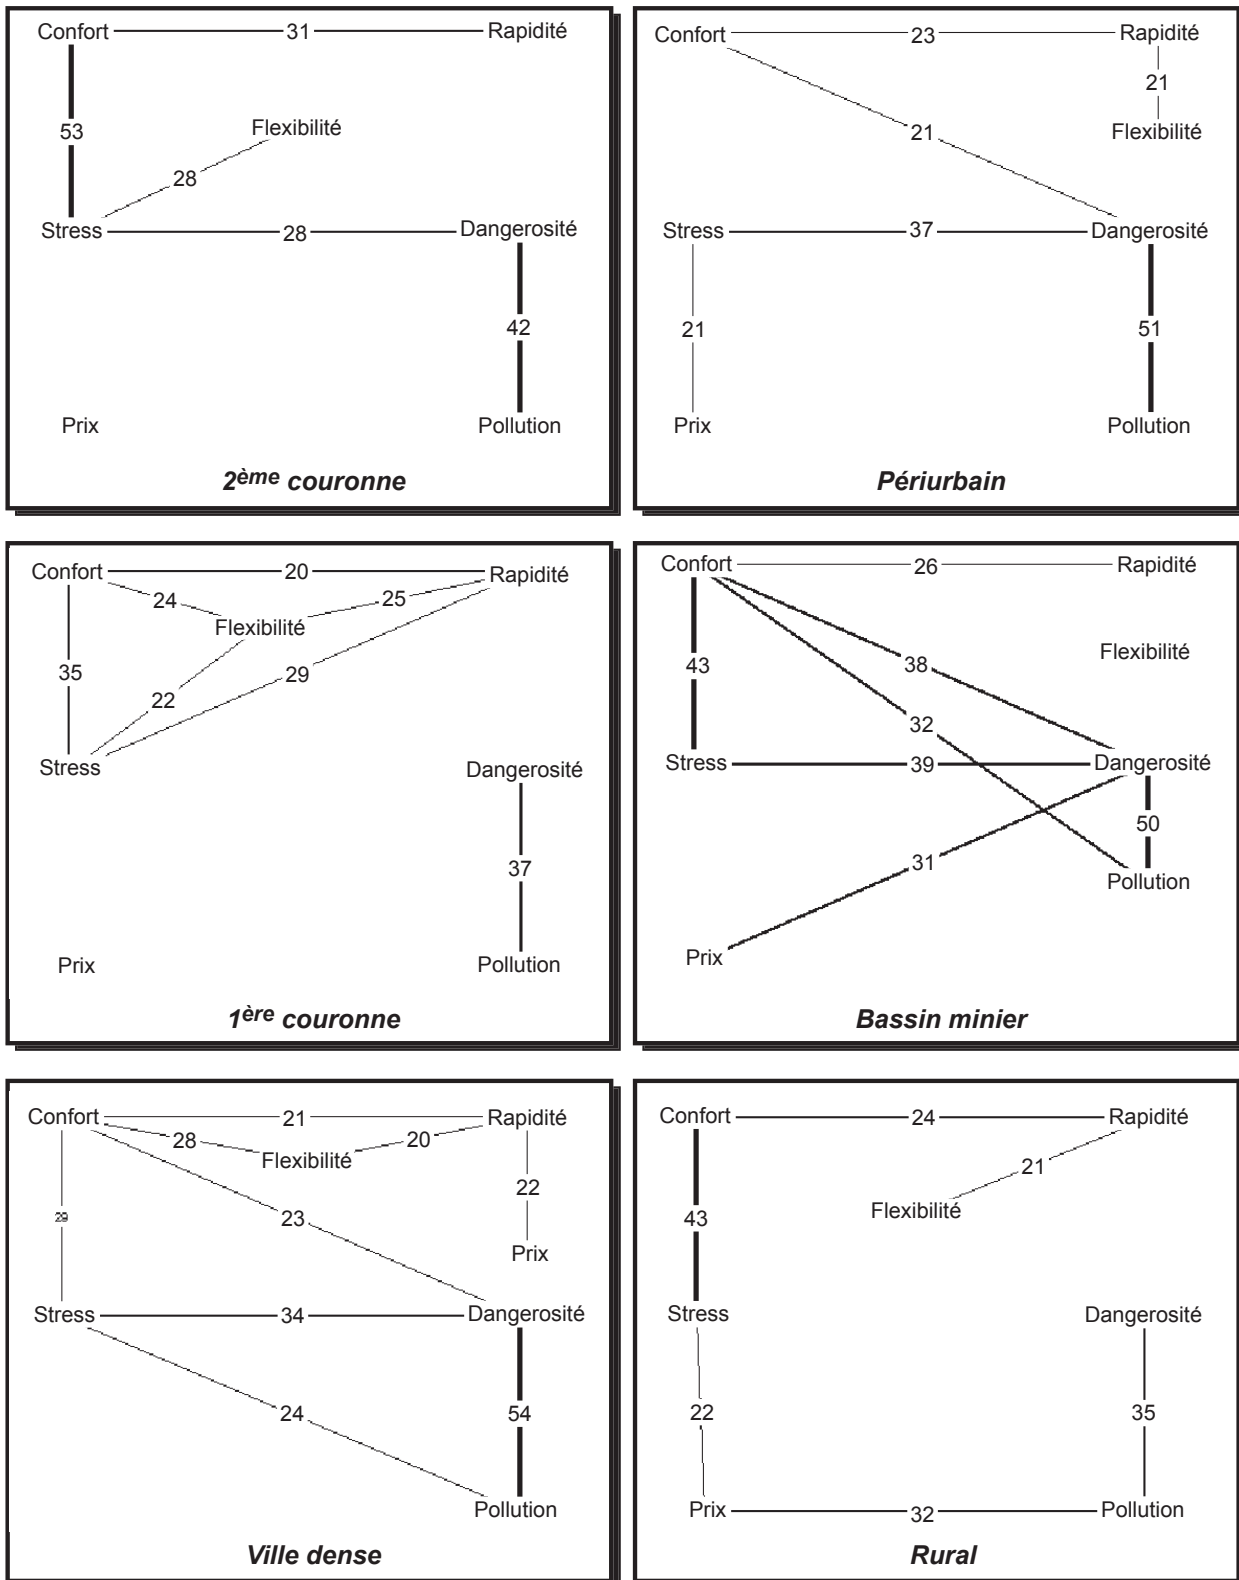 Confort 31 Rapidité
53
Flexibilité
28
Stress 28 Dangerosité
42
Prix Pollution
2ème couronne
Confort 23 Rapidité
21
21 Flexibilité
Stress 37 Dangerosité
21 51
Prix Pollution
Périurbain
Confort 20 Rapidité
24 25
Flexibilité
35 29
22
Stress Dangerosité
37
Prix Pollution
1ère couronne
Confort 26 Rapidité
Flexibilité
43 38
32
Stress 39 Dangerosité
50
31
Pollution
Prix
Bassin minier
Confort 21 Rapidité
28 20
Flexibilité
22
29 23
Prix
Stress 34 Dangerosité
24 54
Pollution
Ville dense
Confort 24 Rapidité
21
43 Flexibilité
Stress Dangerosité
22 35
Prix 32 Pollution
Rural